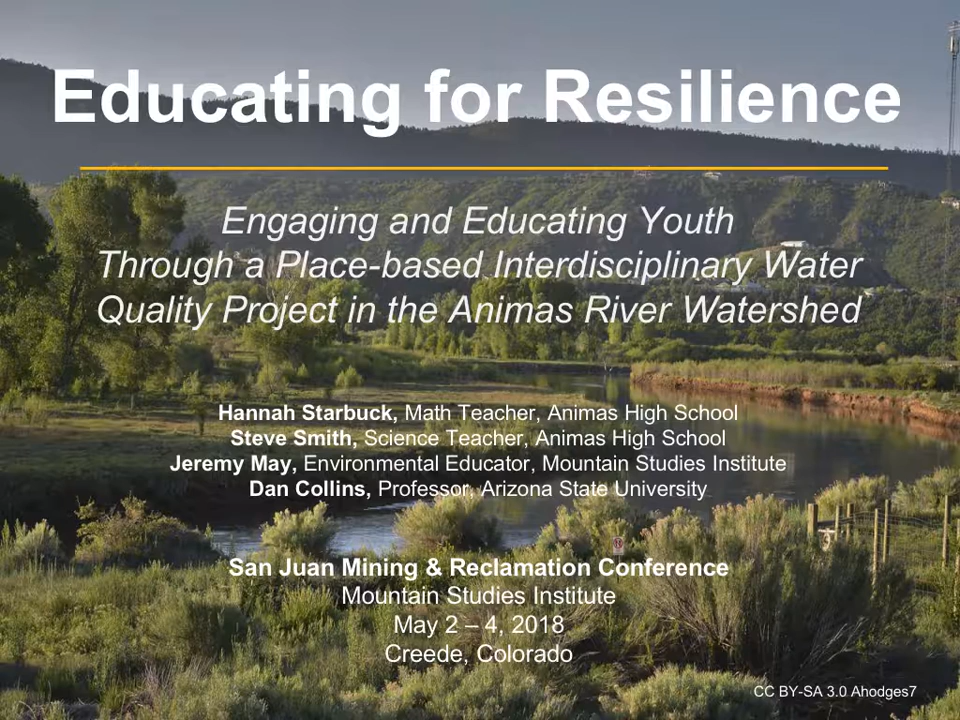 Educating for Resilience
Engaging and Educating Youth
Through a Place-based Interdisciplinary Water
Quality Project in the Animas River Watershed
Hannah Starbuck, Math Teacher, Animas High School
Steve Smith, Science Teacher, Animas High School
Jeremy May, Environmental Educator, Mountain Studies Institute
Dan Collins, Professor, Arizona State University
San Juan Mining & Reclamation Conference
Mountain Studies Institute
May 2 – 4, 2018
Creede, Colorado
CC BY-SA 3.0 Ahodges7